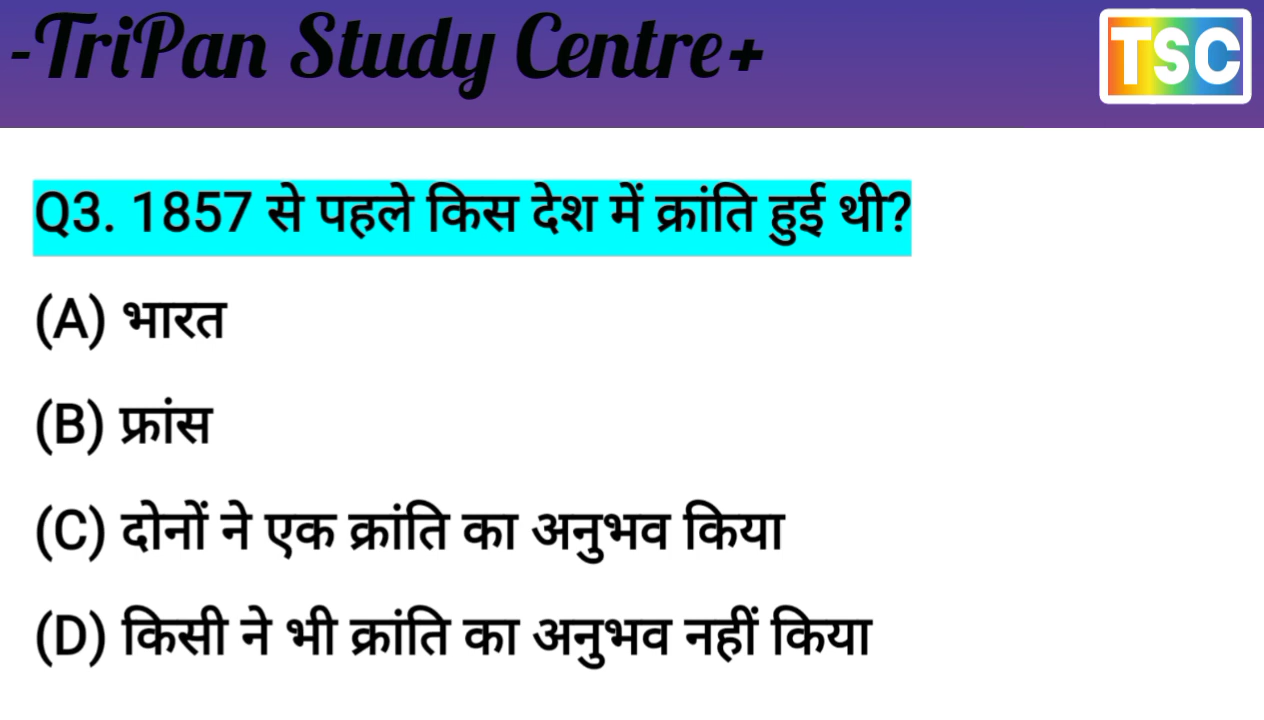 -TriPan Study Centre+
TSC
Q3. 1857 से पहले किस देश में क्रांति हुई थी?
(A) भारत
(B) फ्रांस
(C) दोनों ने एक क्रांति का अनुभव किया
(D) किसी ने भी क्रांति का अनुभव नहीं किया